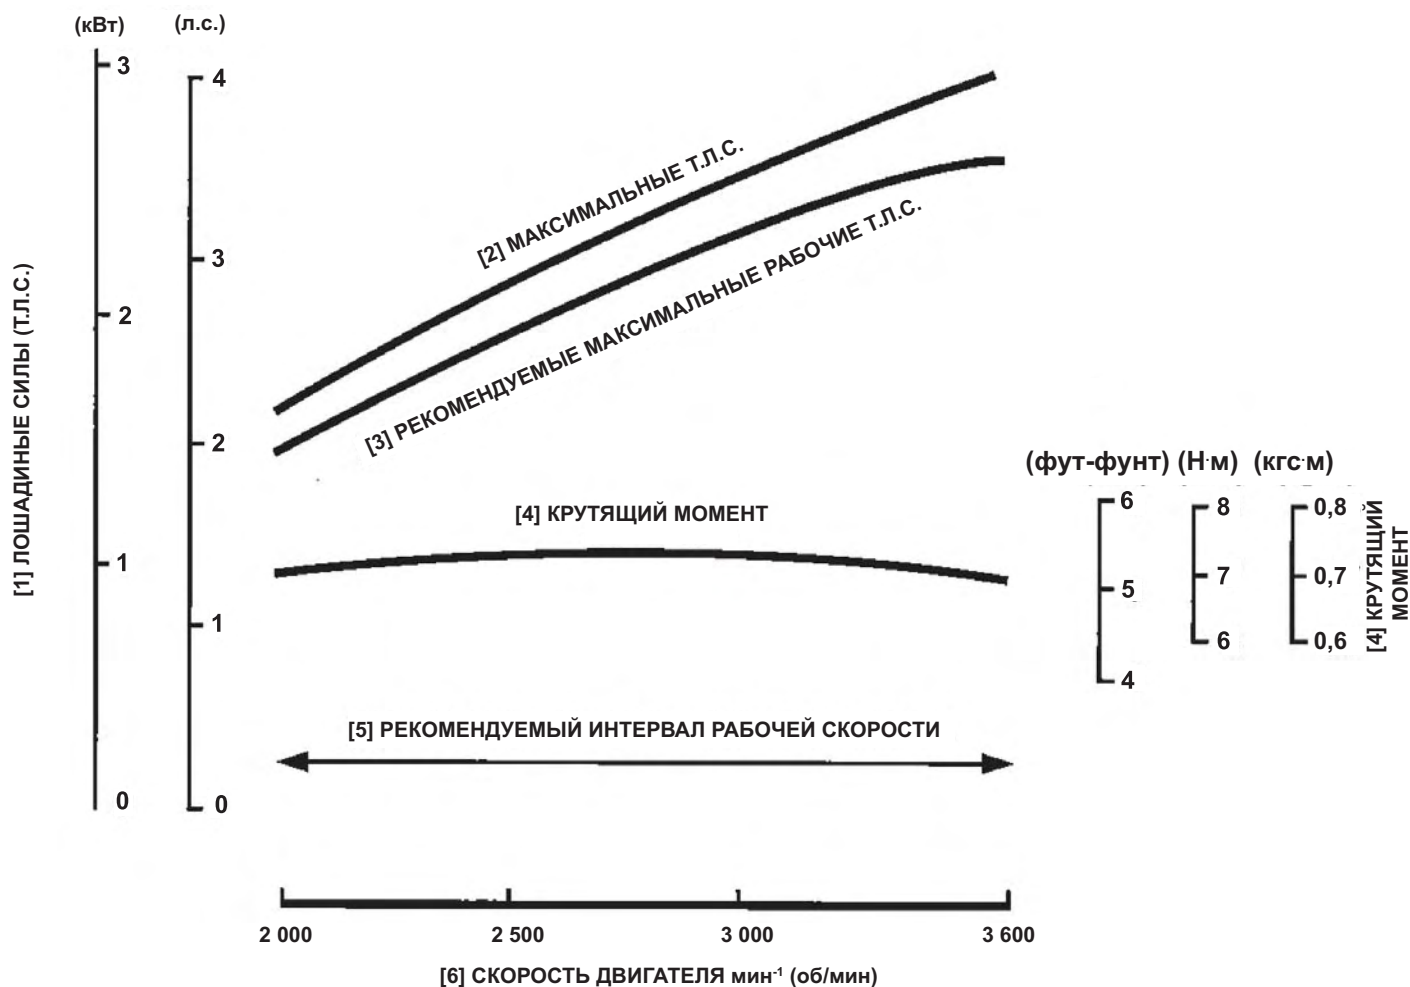 (кВт)
(л.с.)
3
2
1
0
4
3
2
1
0
[1] ЛОШАДИНЫЕ СИЛЫ (Т.Л.С.)
[2] МАКСИМАЛЬНЫЕ Т.Л.С.
[3] РЕКОМЕНДУЕМЫЕ МАКСИМАЛЬНЫЕ РАБОЧИЕ Т.Л.С.
[4] КРУТЯЩИЙ МОМЕНТ
(фут-фунт) (Н·м) (кгс·м)
6
5
4
8
7
6
0,8
0,7
0,6
[4] КРУТЯЩИЙ
МОМЕНТ
[5] РЕКОМЕНДУЕМЫЙ ИНТЕРВАЛ РАБОЧЕЙ СКОРОСТИ
2 000 2 500 3 000 3 600
[6] СКОРОСТЬ ДВИГАТЕЛЯ мин⁻¹ (об/мин)